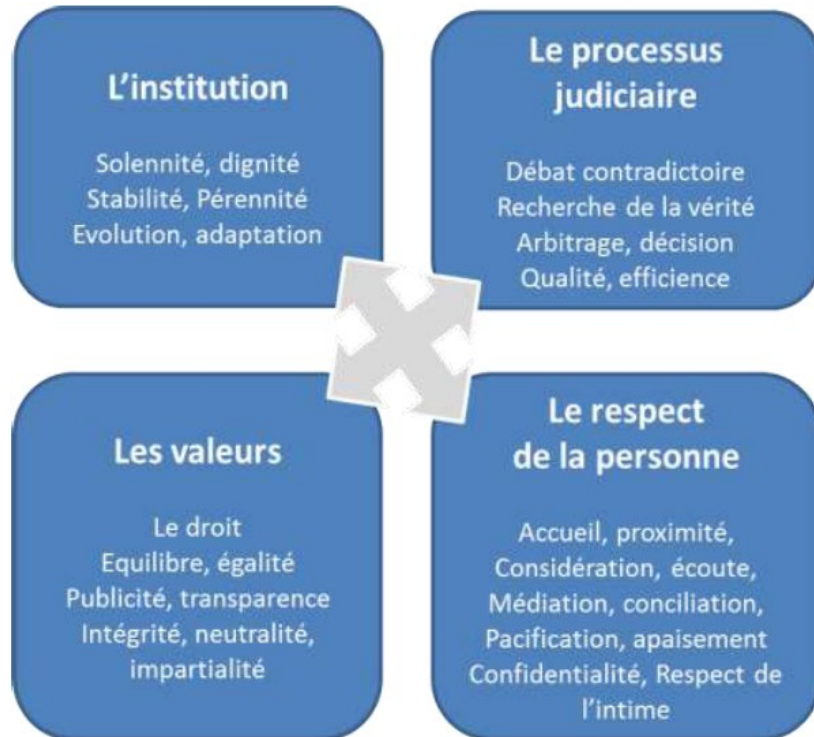 L'institution
Solennité, dignité
Stabilité, Pérennité
Evolution, adaptation
Le processus
judiciaire
Débat contradictoire
Recherche de la vérité
Arbitrage, décision
Qualité, efficience
Les valeurs
Le droit
Equilibre, égalité
Publicité, transparence
Intégrité, neutralité,
impartialité
Le respect
de la personne
Accueil, proximité,
Considération, écoute,
Médiation, conciliation,
Pacification, apaisement
Confidentialité, Respect de
l'intime